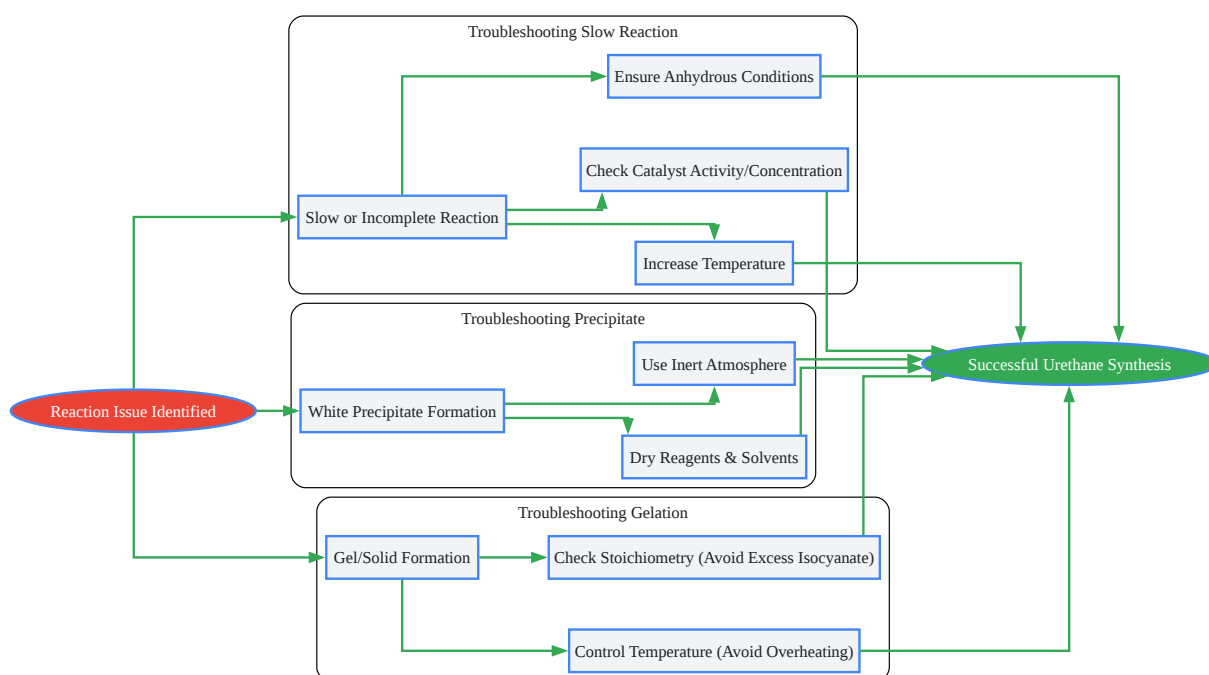 Troubleshooting Slow Reaction
Ensure Anhydrous Conditions
Check Catalyst Activity/Concentration
Slow or Incomplete Reaction
Increase Temperature
Troubleshooting Precipitate
Use Inert Atmosphere
Successful Urethane Synthesis
Reaction Issue Identified
White Precipitate Formation
Dry Reagents & Solvents
Troubleshooting Gelation
Gel/Solid Formation
Check Stoichiometry (Avoid Excess Isocyanate)
Control Temperature (Avoid Overheating)